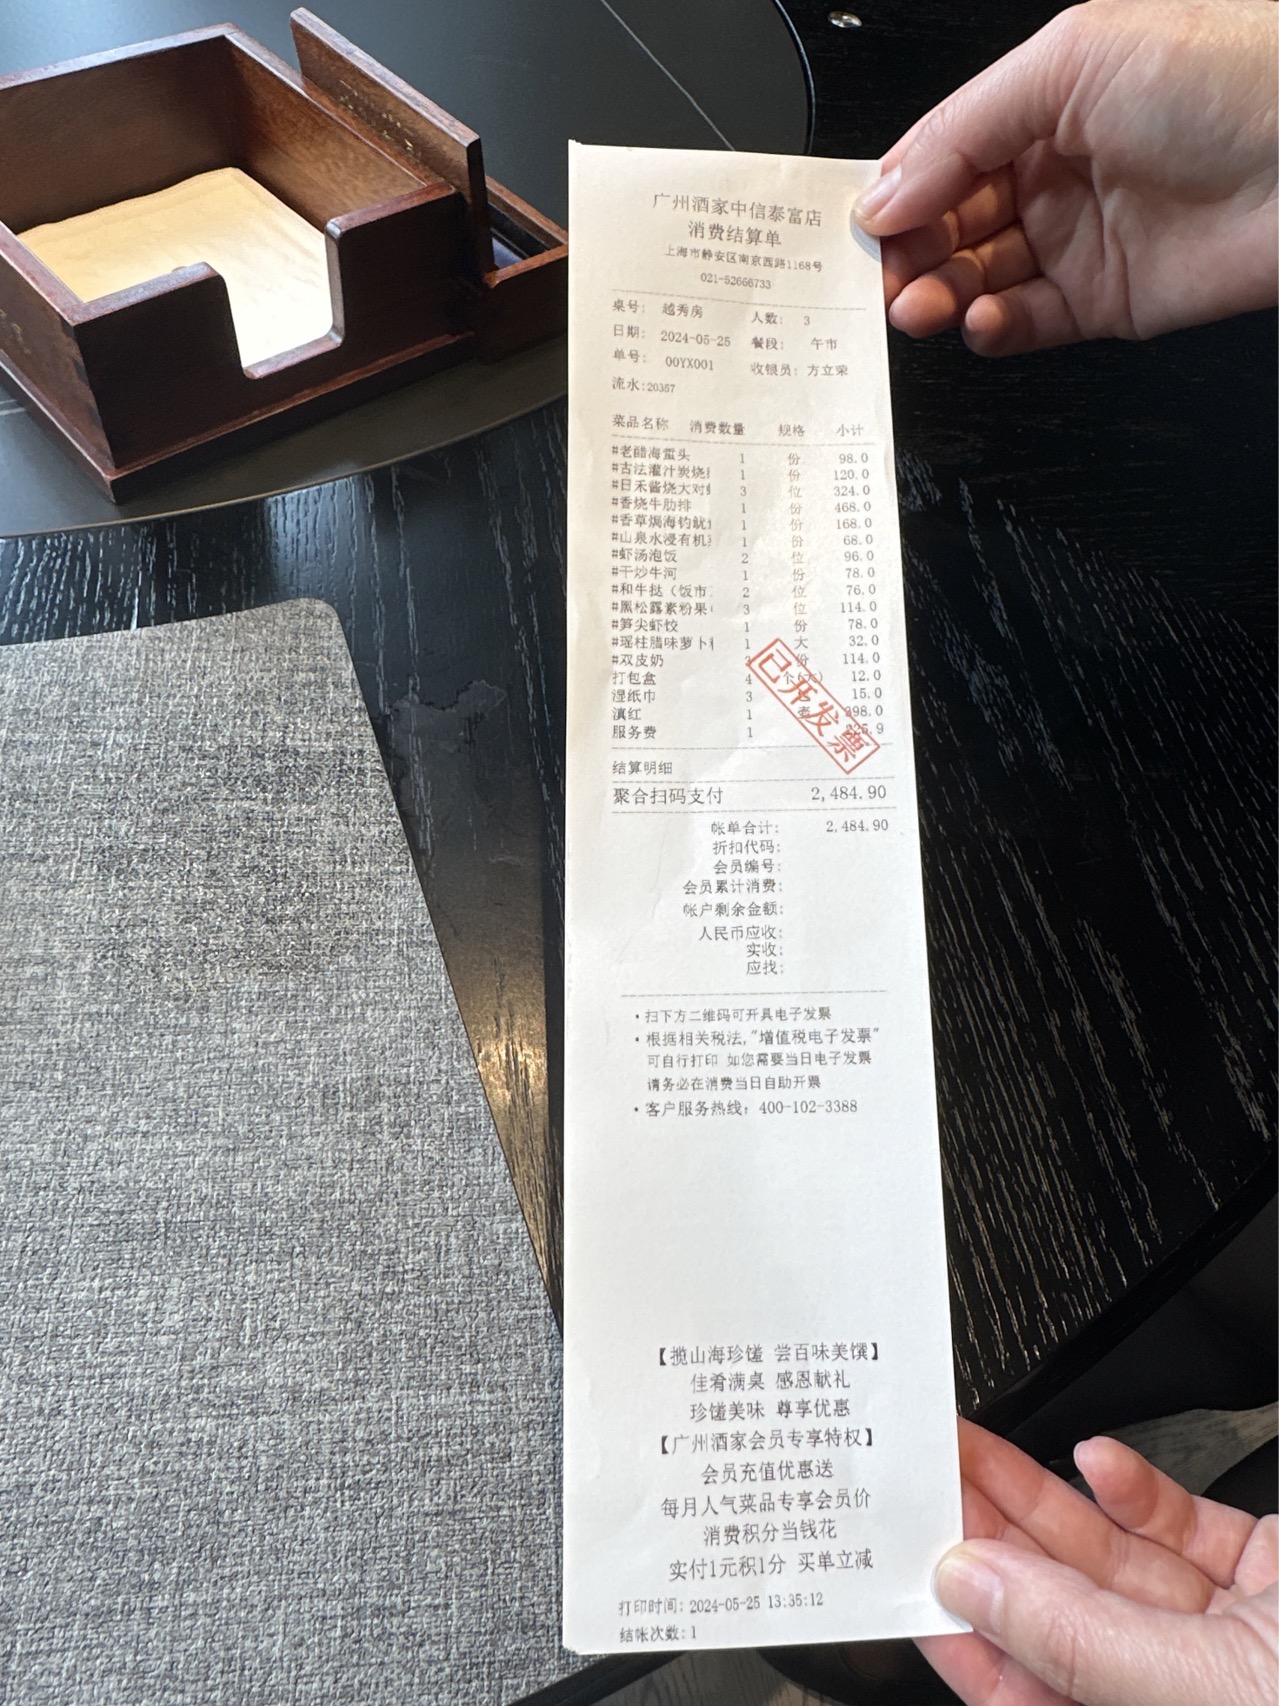 广州酒家中信泰富店
消费结算单
上海市静安区南京西路1168号
021-52666733
桌号: 越秀房 人数: 3
日期: 2024-05-25 餐段: 午市
单号: 00YX001 收银员: 方立荣
流水:20367
菜品名称 消费数量 规格 小计
#老醋海蜇头 1 份 98.0
#古法灌汁炭烧 1 份 120.0
#日禾酱烧大对 3 位 324.0
#香烧牛肋排 1 份 468.0
#香草焗海钓鱿 1 份 168.0
#山泉水浸有机 1 份 68.0
#虾汤泡饭 2 位 96.0
#干炒牛河 1 份 78.0
#和牛挞（饭市 2 位 76.0
#黑松露素粉果 3 位 114.0
#笋尖虾饺 1 份 78.0
#瑶柱腊味萝卜 1 大 32.0
#双皮奶 份 114.0
打包盒 4 个(大) 12.0
湿纸巾 3 15.0
滇红 1 壶 398.0
服务费 1 225.9
已开发票
结算明细
聚合扫码支付 2,484.90
帐单合计: 2,484.90
折扣代码:
会员编号:
会员累计消费:
帐户剩余金额:
人民币应收:
实收:
应找:
·扫下方二维码可开具电子发票
·根据相关税法,"增值税电子发票"
可自行打印 如您需要当日电子发票
请务必在消费当日自助开票
·客户服务热线: 400-102-3388
【揽山海珍馐 尝百味美馔】
佳肴满桌 感恩献礼
珍馐美味 尊享优惠
【广州酒家会员专享特权】
会员充值优惠送
每月人气菜品专享会员价
消费积分当钱花
实付1元积1分 买单立减
打印时间: 2024-05-25 13:35:12
结帐次数:1